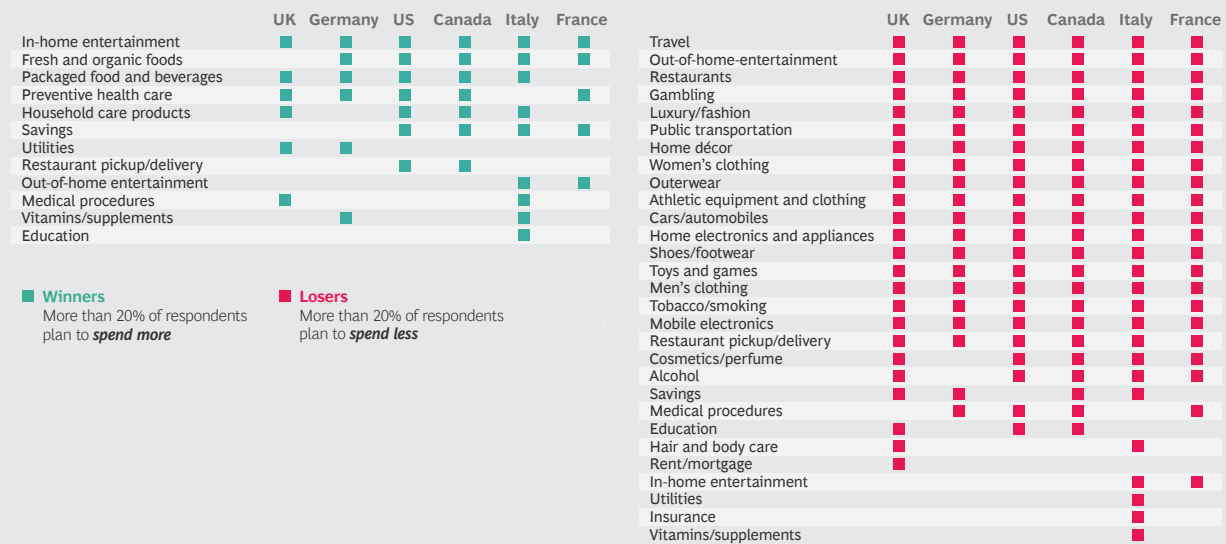 UK Germany US Canada Italy France
In-home entertainment
Fresh and organic foods
Packaged food and beverages
Preventive health care
Household care products
Savings
Utilities
Restaurant pickup/delivery
Out-of-home entertainment
Medical procedures
Vitamins/supplements
Education
Winners
More than 20% of respondents
plan to spend more
Losers
More than 20% of respondents
plan to spend less
UK Germany US Canada Italy France
Travel
Out-of-home-entertainment
Restaurants
Gambling
Luxury/fashion
Public transportation
Home décor
Women's clothing
Outerwear
Athletic equipment and clothing
Cars/automobiles
Home electronics and appliances
Shoes/footwear
Toys and games
Men's clothing
Tobacco/smoking
Mobile electronics
Restaurant pickup/delivery
Cosmetics/perfume
Alcohol
Savings
Medical procedures
Education
Hair and body care
Rent/mortgage
In-home entertainment
Utilities
Insurance
Vitamins/supplements